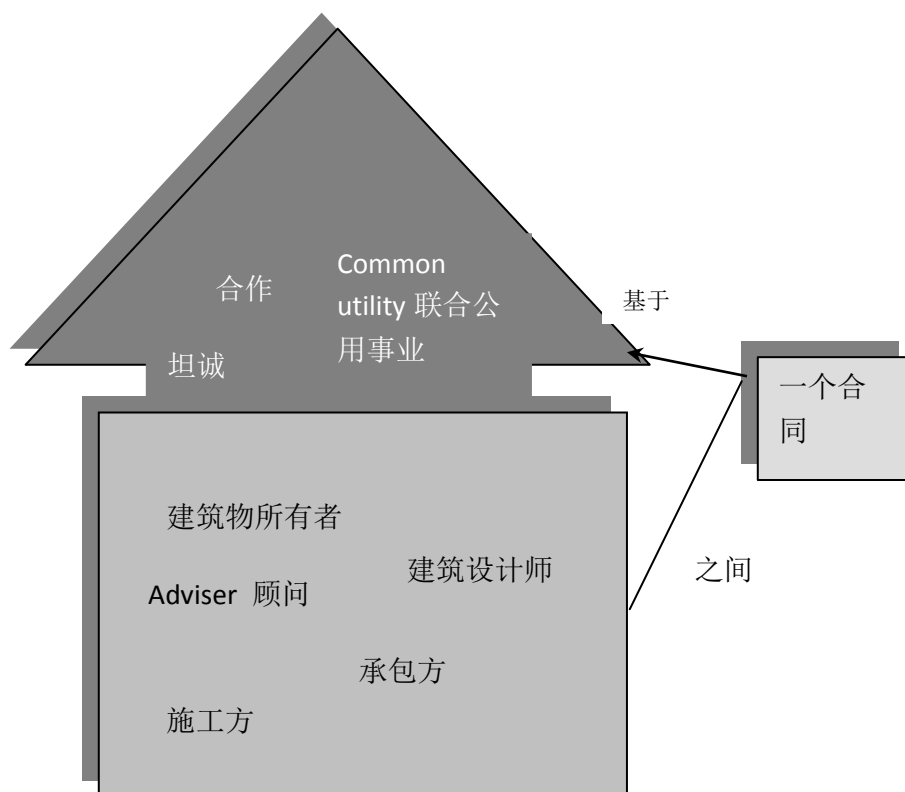 合作
Common
utility 联合公
用事业
坦诚
基于
一个合
同
建筑物所有者
建筑设计师
Adviser 顾问
之间
承包方
施工方